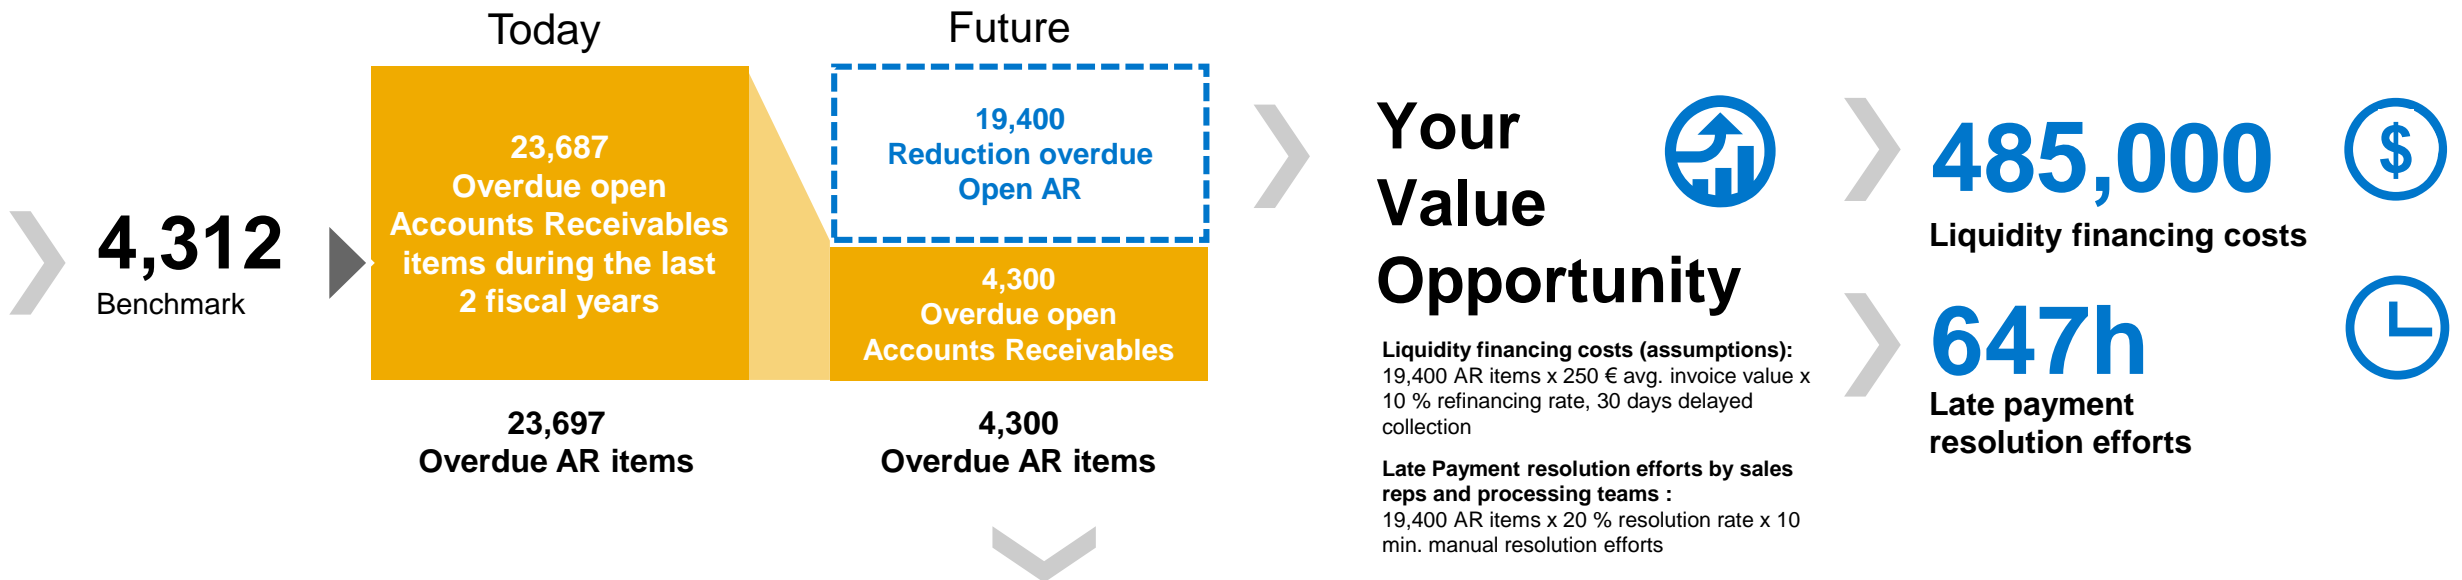 Today
Future
4,312
Benchmark
23,687
Overdue open
Accounts Receivables
items during the last
2 fiscal years
23,697
Overdue AR items
19,400
Reduction overdue
Open AR
4,300
Overdue open
Accounts Receivables
4,300
Overdue AR items
Your
Value
Opportunity
Liquidity financing costs (assumptions):
19,400 AR items x 250 € avg. invoice value x
10 % refinancing rate, 30 days delayed
collection
Late Payment resolution efforts by sales
reps and processing teams :
19,400 AR items x 20 % resolution rate x 10
min. manual resolution efforts
485,000
$
Liquidity financing costs
647h
Late payment
resolution efforts